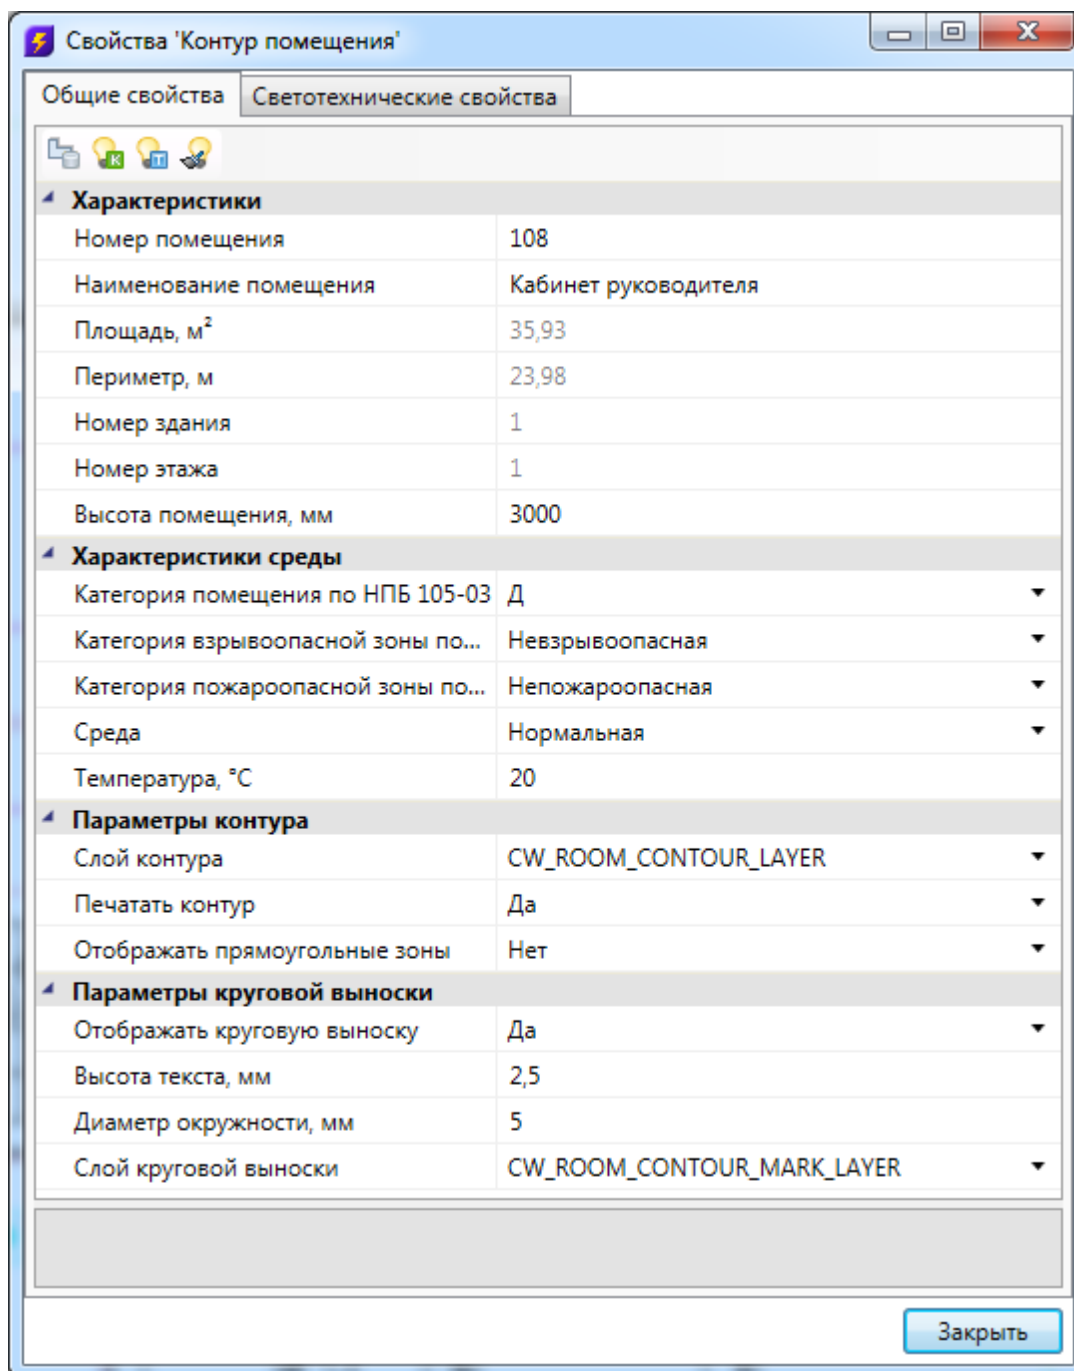 Свойства 'Контур помещения'
Общие свойства Светотехнические свойства
Характеристики
Номер помещения 108
Наименование помещения Кабинет руководителя
Площадь, м² 35,93
Периметр, м 23,98
Номер здания 1
Номер этажа 1
Высота помещения, мм 3000
Характеристики среды
Категория помещения по НПБ 105-03 Д
Категория взрывоопасной зоны по... Невзрывоопасная
Категория пожароопасной зоны по... Непожароопасная
Среда Нормальная
Температура, °C 20
Параметры контура
Слой контура CW_ROOM_CONTOUR_LAYER
Печатать контур Да
Отображать прямоугольные зоны Нет
Параметры круговой выноски
Отображать круговую выноску Да
Высота текста, мм 2,5
Диаметр окружности, мм 5
Слой круговой выноски CW_ROOM_CONTOUR_MARK_LAYER
Закрыть